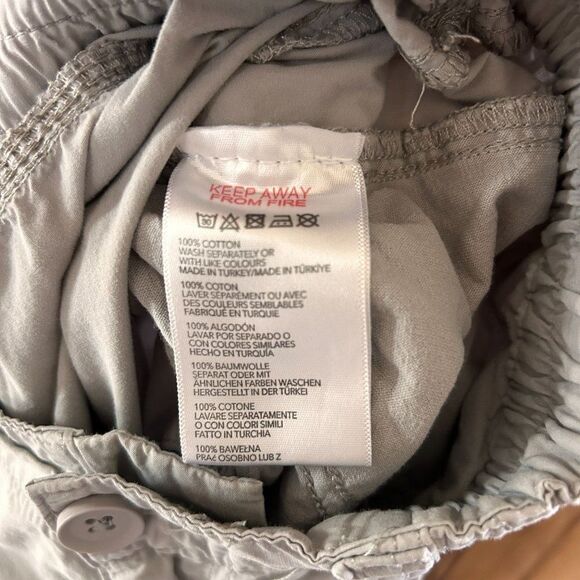 KEEP AWAY
FROM FIRE
100% COTTON
WASH SEPARATELY OR
WITH LIKE COLOURS
MADE IN TURKEY/MADE IN TÜRKİYE
100% COTON
LAVER SÉPARÉMENT OU AVEC
DES COULEURS SEMBLABLES
FABRIQUÉ EN TURQUIE
100% ALGODÓN
LAVAR POR SEPARADO O
CON COLORES SIMILARES
HECHO EN TURQUÍA
100% BAUMWOLLE
SEPARAT ODER MIT
ÄHNLICHEN FARBEN WASCHEN
HERGESTELLT IN DER TÜRKEI
100% COTONE
LAVARE SEPARATAMENTE
O CON COLORI SIMILI
FATTO IN TURCHIA
100% BAWEŁNA
PRAĆ OSOBNO LUB Z